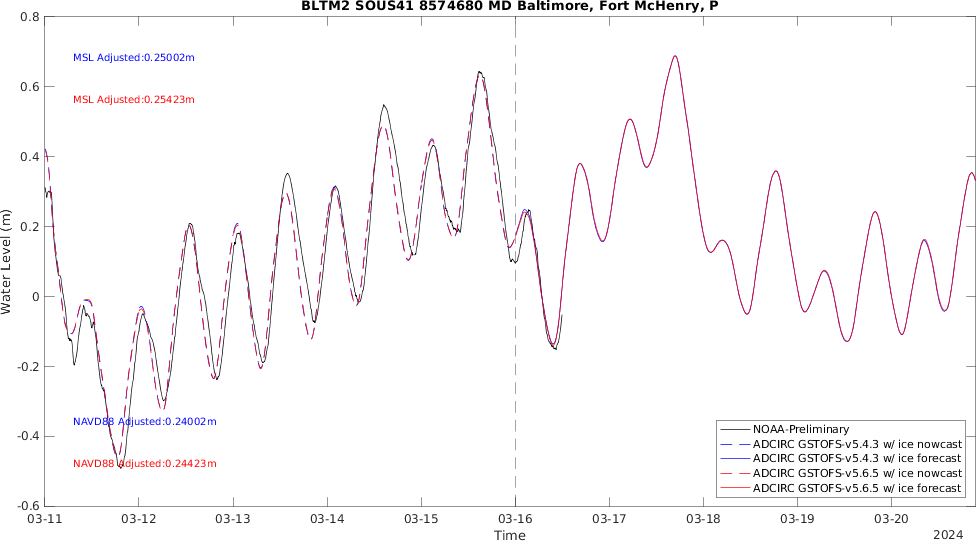 BLTM2 SOUS41 8574680 MD Baltimore, Fort McHenry, P
0.8
0.6
0.4
0.2
0
-0.2
-0.4
-0.6
Water Level (m)
MSL Adjusted:0.25002m
MSL Adjusted:0.25423m
NAVD88 Adjusted:0.24002m
NAVD88 Adjusted:0.24423m
NOAA-Preliminary
ADCIRC GSTOFS-v5.4.3 w/ ice nowcast
ADCIRC GSTOFS-v5.4.3 w/ ice forecast
ADCIRC GSTOFS-v5.6.5 w/ ice nowcast
ADCIRC GSTOFS-v5.6.5 w/ ice forecast
03-11 03-12 03-13 03-14 03-15 03-16 03-17 03-18 03-19 03-20
Time
2024